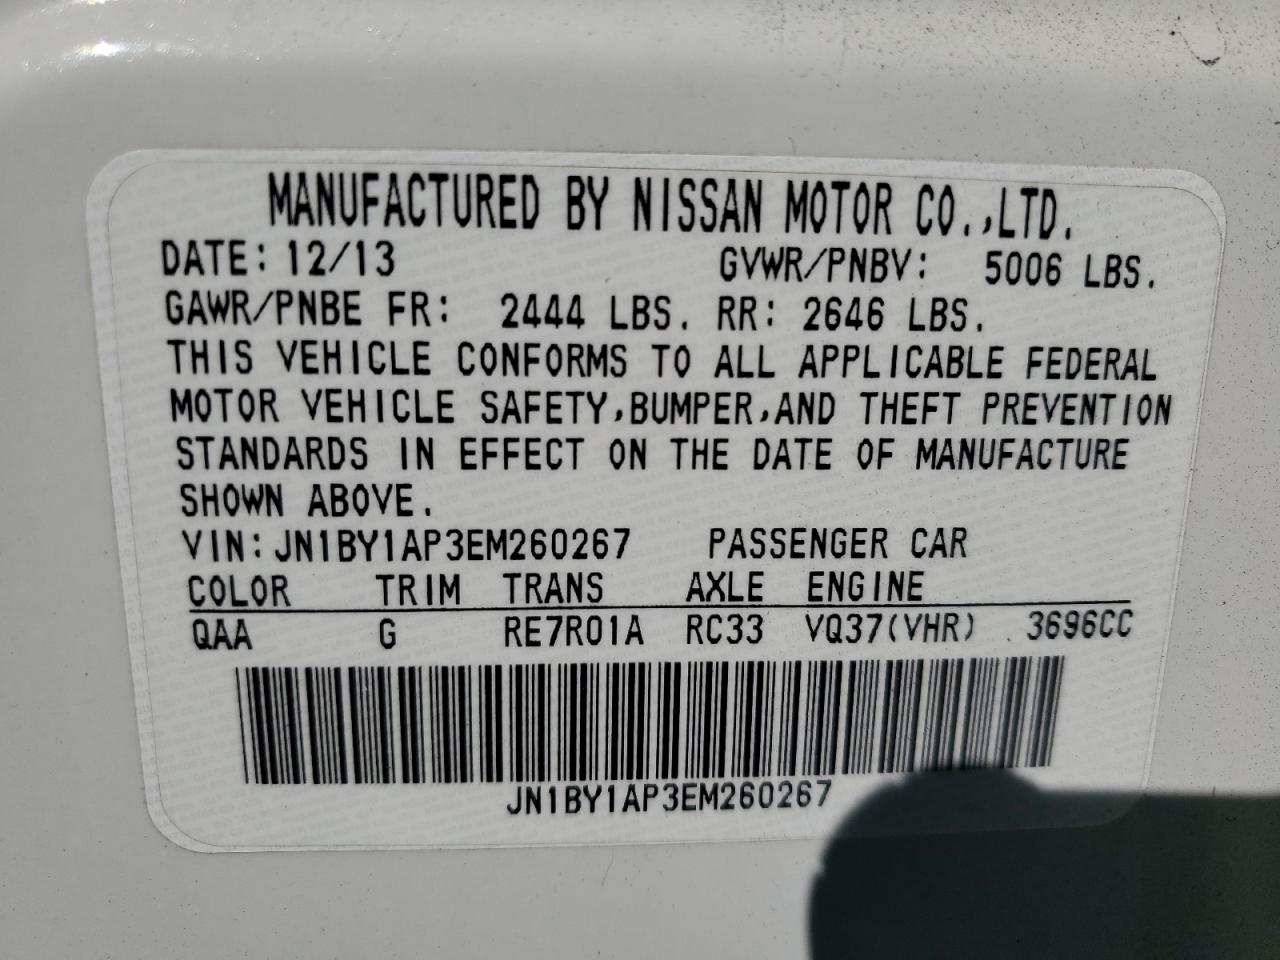 MANUFACTURED BY NISSAN MOTOR CO.,LTD.
DATE: 12/13 GVWR/PNBV: 5006 LBS.
GAWR/PNBE FR: 2444 LBS. RR: 2646 LBS.
THIS VEHICLE CONFORMS TO ALL APPLICABLE FEDERAL
MOTOR VEHICLE SAFETY,BUMPER,AND THEFT PREVENTION
STANDARDS IN EFFECT ON THE DATE OF MANUFACTURE
SHOWN ABOVE.
VIN:JN1BY1AP3EM260267 PASSENGER CAR
COLOR TRIM TRANS AXLE ENGINE
QAA G RE7R01A RC33 VQ37(VHR) 3696CC
JN1BY1AP3EM260267